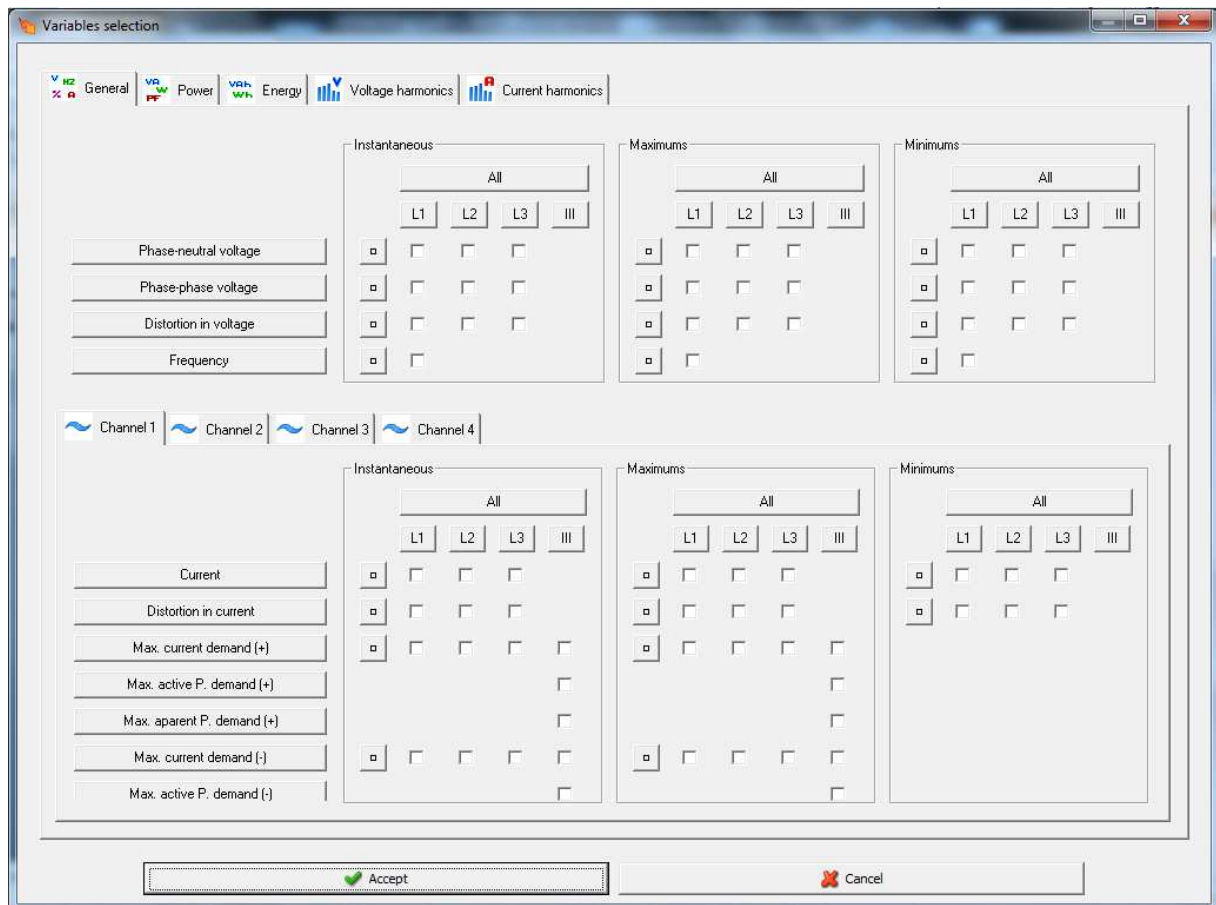 Variables selection
General Power Energy Voltage harmonics Current harmonics
Instantaneous Maximums Minimums
All All All
L1 L2 L3 III L1 L2 L3 III L1 L2 L3 III
Phase-neutral voltage
Phase-phase voltage
Distortion in voltage
Frequency
Channel 1 Channel 2 Channel 3 Channel 4
Instantaneous Maximums Minimums
All All All
L1 L2 L3 III L1 L2 L3 III L1 L2 L3 III
Current
Distortion in current
Max. current demand (+)
Max. active P. demand (+)
Max. aparent P. demand (+)
Max. current demand (-)
Max. active P. demand (-)
Accept Cancel